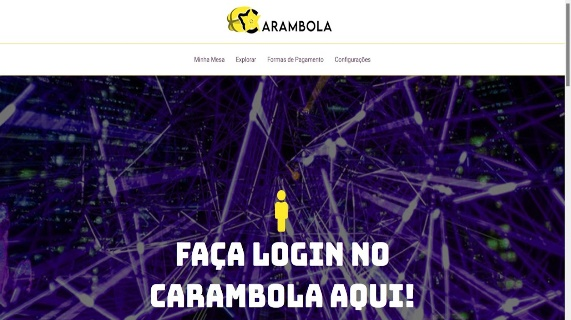 CARAMBOLA
Minha Mesa Explorar Formas de Pagamento Configurações
FAÇA LOGIN NO
CARAMBOLA AQUI!